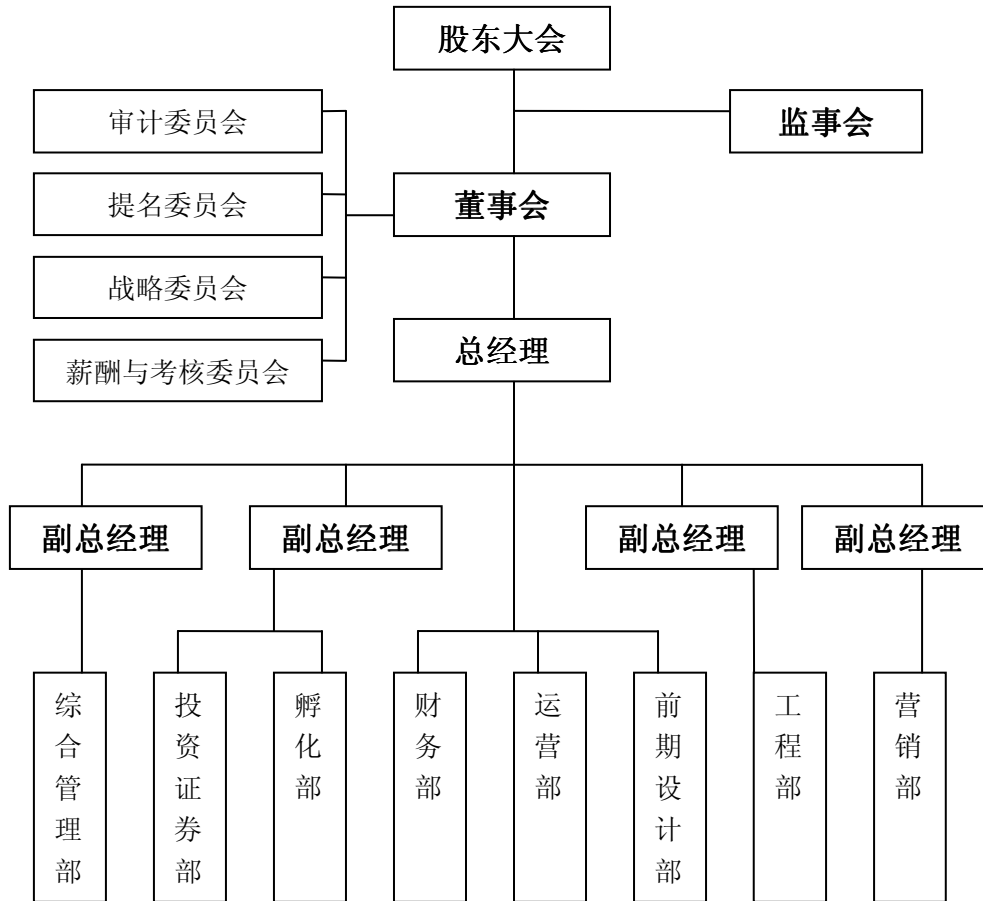 股东大会
审计委员会
监事会
提名委员会
董事会
战略委员会
总经理
薪酬与考核委员会
副总经理
副总经理
副总经理
副总经理
综合管理部
投资证券部
孵化部
财务部
运营部
前期设计部
工程部
营销部